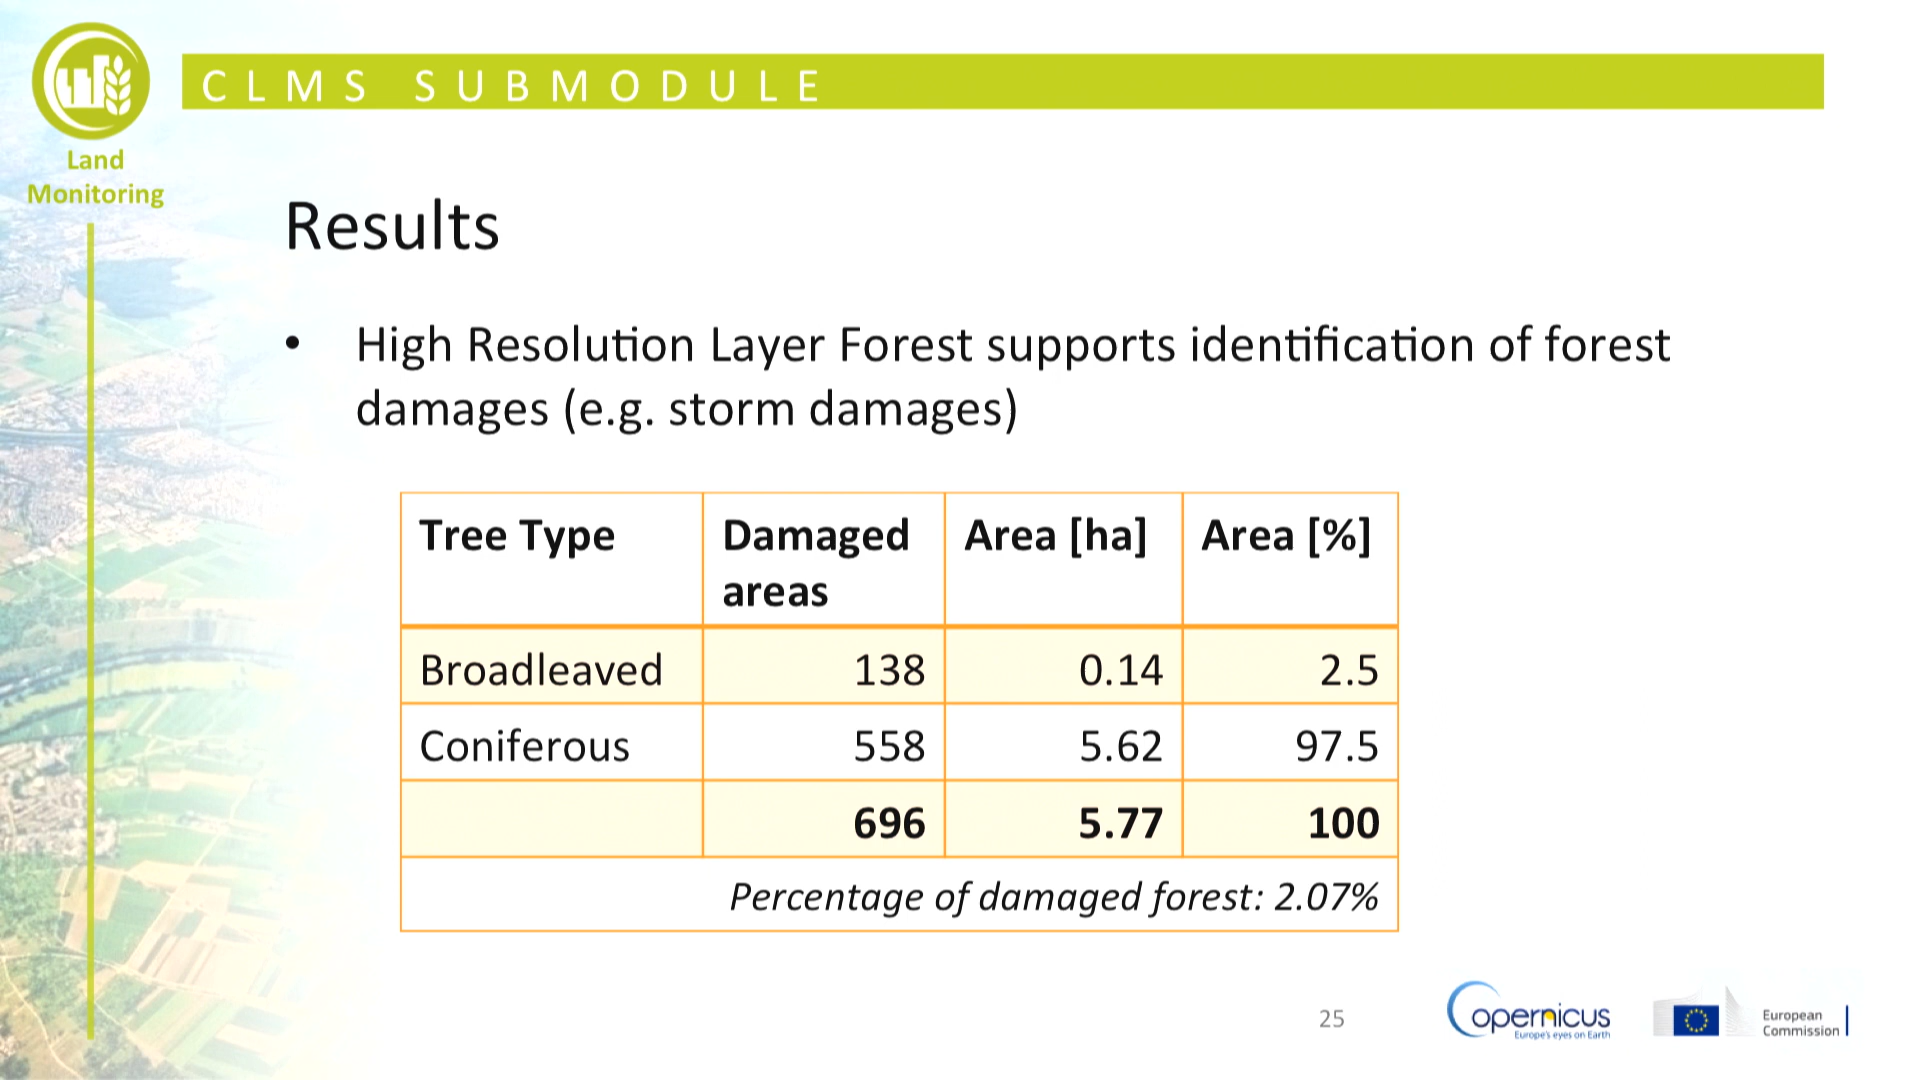 CLMS SUBMODULE
Land
Monitoring
Results
• High Resolution Layer Forest supports identification of forest
damages (e.g. storm damages)
Tree Type Damaged areas Area [ha] Area [%]
Broadleaved 138 0.14 2.5
Coniferous 558 5.62 97.5
696 5.77 100
Percentage of damaged forest: 2.07%
25
Copernicus
Europe's eyes on Earth
European
Commission